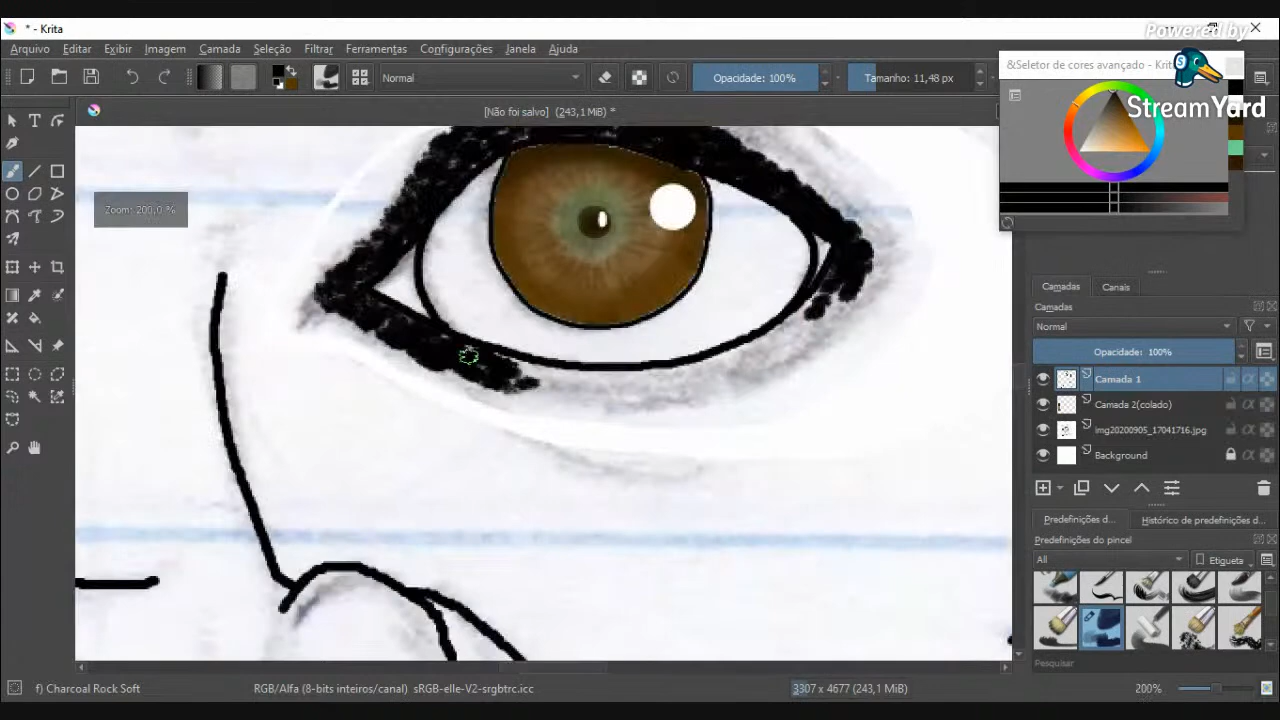 * - Krita
Powered by
Arquivo Editar Exibir Imagem Camada Seleção Filtrar Ferramentas Configurações Janela Ajuda
&Seletor de cores avançado - Krita
StreamYard
Normal
Opacidade: 100%
Tamanho: 11,48 px
[Não foi salvo] (243,1 MiB) *
Zoom: 200,0 %
Camadas Canais
Camadas
Normal
Opacidade: 100%
Camada 1
Camada 2(colado)
img20200905_17041716.jpg
Background
Predefinições d... Histórico de predefinições d...
Predefinições do pincel
All
Etiqueta
Pesquisar
f) Charcoal Rock Soft
RGB/Alfa (8-bits inteiros/canal) sRGB-elle-V2-srgbtrc.icc
3307 x 4677 (243,1 MiB)
200%